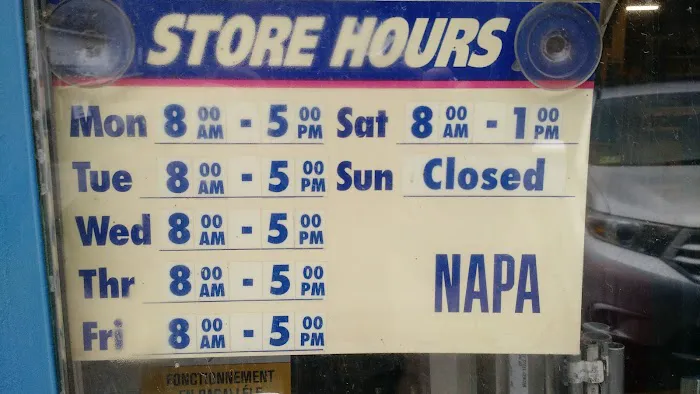 STORE HOURS
Mon 8 00 AM - 5 00 PM
Tue 8 00 AM - 5 00 PM
Wed 8 00 AM - 5 00 PM
Thr 8 00 AM - 5 00 PM
Fri 8 00 AM - 5 00 PM
Sat 8 00 AM - 1 00 PM
Sun Closed
NAPA
FONCTIONNEMENT
EN PARALLÈLE